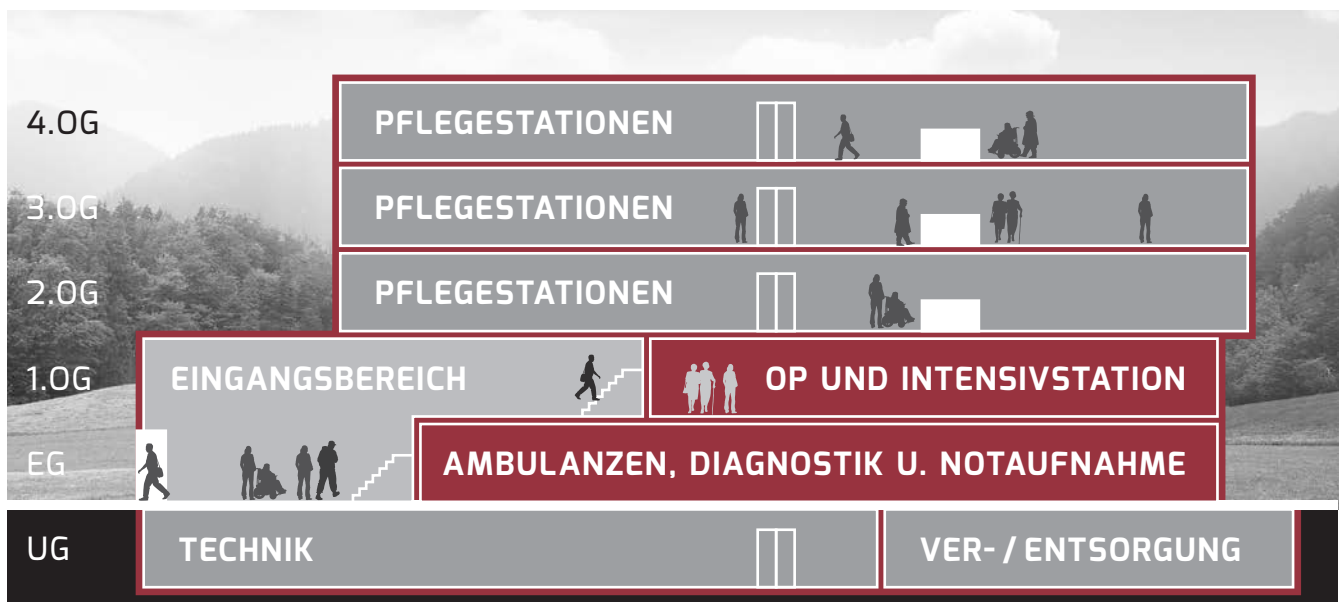 4.OG PFLEGESTATIONEN
3.OG PFLEGESTATIONEN
2.OG PFLEGESTATIONEN
1.OG EINGANGSBEREICH OP UND INTENSIVSTATION
EG AMBULANZEN, DIAGNOSTIK U. NOTAUFNAHME
UG TECHNIK VER- / ENTSORGUNG